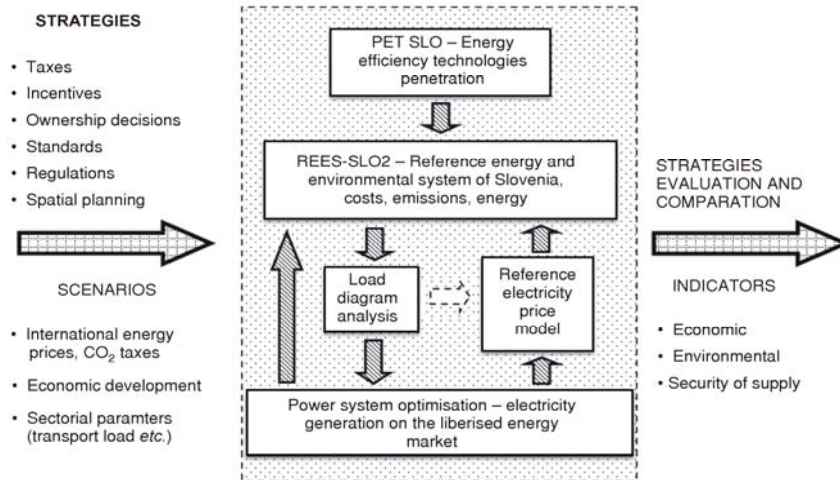 STRATEGIES
• Taxes
• Incentives
• Ownership decisions
• Standards
• Regulations
• Spatial planning
SCENARIOS
• International energy
prices, CO₂ taxes
• Economic development
• Sectorial paramters
(transport load etc.)
PET SLO – Energy
efficiency technologies
penetration
REES-SLO2 – Reference energy and
environmental system of Slovenia,
costs, emissions, energy
Load
diagram
analysis
Reference
electricity
price
model
Power system optimisation – electricity
generation on the liberised energy
market
STRATEGIES
EVALUATION AND
COMPARATION
INDICATORS
• Economic
• Environmental
• Security of supply